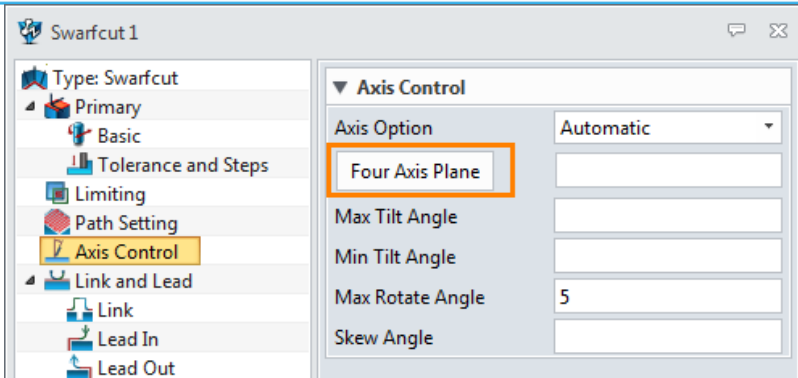 Swarfcut 1
Type: Swarfcut
Primary
Basic
Tolerance and Steps
Limiting
Path Setting
Axis Control
Link and Lead
Link
Lead In
Lead Out
Axis Control
Axis Option Automatic
Four Axis Plane
Max Tilt Angle
Min Tilt Angle
Max Rotate Angle 5
Skew Angle